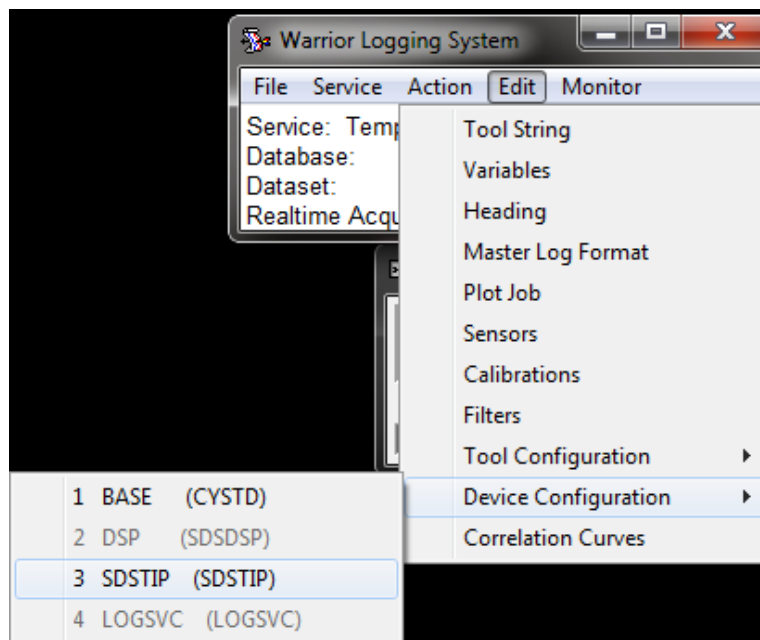 Warrior Logging System
File Service Action Edit Monitor
Service: Temp
Database:
Dataset:
Realtime Acqu
Tool String
Variables
Heading
Master Log Format
Plot Job
Sensors
Calibrations
Filters
Tool Configuration
Device Configuration
Correlation Curves
1 BASE (CYSTD)
2 DSP (SDSDSP)
3 SDSTIP (SDSTIP)
4 LOGSVC (LOGSVC)